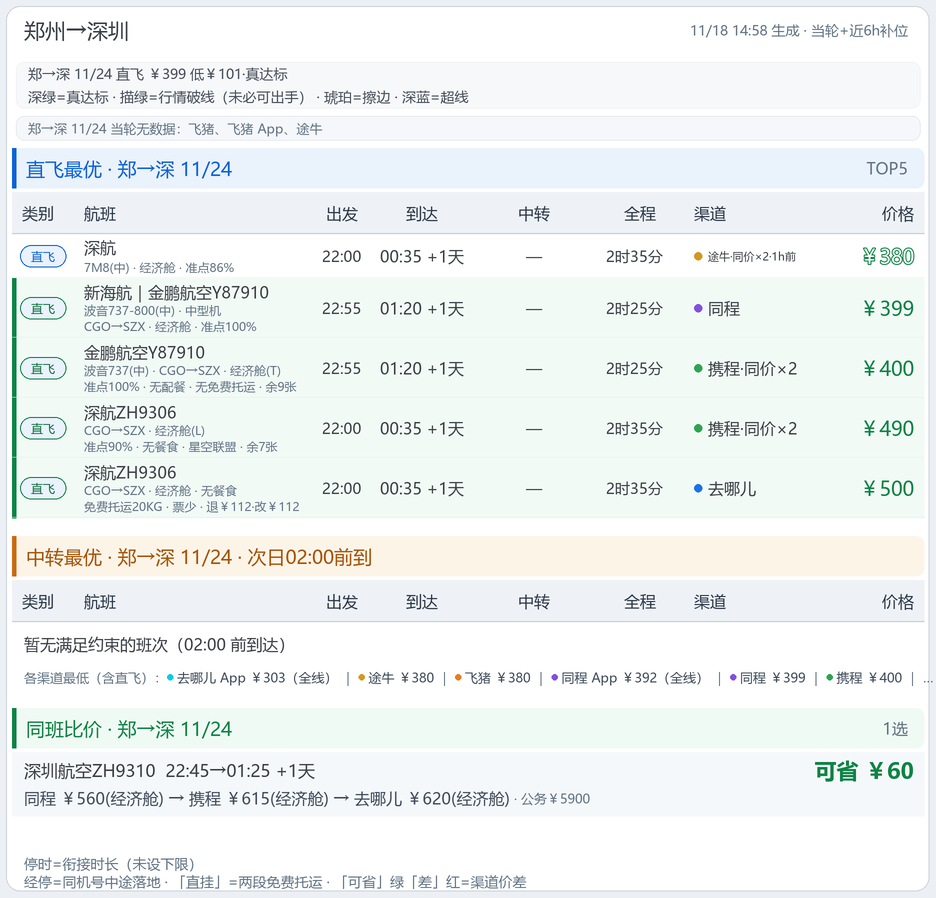 郑州→深圳
11/18 14:58 生成 · 当轮+近6h补位
郑→深 11/24 直飞 ￥399 低￥101·真达标
深绿=真达标 · 描绿=行情破线（未必可出手） · 琥珀=擦边 · 深蓝=超线
郑→深 11/24 当轮无数据：飞猪、飞猪 App、途牛
直飞最优 · 郑→深 11/24 TOP5
类别 航班 出发 到达 中转 全程 渠道 价格
直飞 深航 22:00 00:35 +1天 — 2时35分 途牛·同价×2·1h前 ￥380
7M8(中) · 经济舱 · 准点86%
新海航｜金鹏航空Y87910
直飞 波音737-800(中) · 中型机 22:55 01:20 +1天 — 2时25分 同程 ￥399
CGO→SZX · 经济舱 · 准点100%
金鹏航空Y87910
直飞 波音737(中) · CGO→SZX · 经济舱(T) 22:55 01:20 +1天 — 2时25分 携程·同价×2 ￥400
准点100% · 无配餐 · 无免费托运 · 余9张
深航ZH9306
直飞 CGO→SZX · 经济舱(L) 22:00 00:35 +1天 — 2时35分 携程·同价×2 ￥490
准点90% · 无餐食 · 星空联盟 · 余7张
深航ZH9306
直飞 CGO→SZX · 经济舱 · 无餐食 22:00 00:35 +1天 — 2时35分 去哪儿 ￥500
免费托运20KG · 票少 · 退￥112·改￥112
中转最优 · 郑→深 11/24 · 次日02:00前到
类别 航班 出发 到达 中转 全程 渠道 价格
暂无满足约束的班次（02:00 前到达）
各渠道最低（含直飞）: 去哪儿 App ￥303（全线） | 途牛 ￥380 | 飞猪 ￥380 | 同程 App ￥392（全线） | 同程 ￥399 | 携程 ￥400 | ...
同班比价 · 郑→深 11/24 1选
深圳航空ZH9310 22:45→01:25 +1天 可省 ￥60
同程 ￥560(经济舱) → 携程 ￥615(经济舱) → 去哪儿 ￥620(经济舱) · 公务￥5900
停时=衔接时长（未设下限）
经停=同机号中途落地 · 「直挂」=两段免费托运 · 「可省」绿「差」红=渠道价差